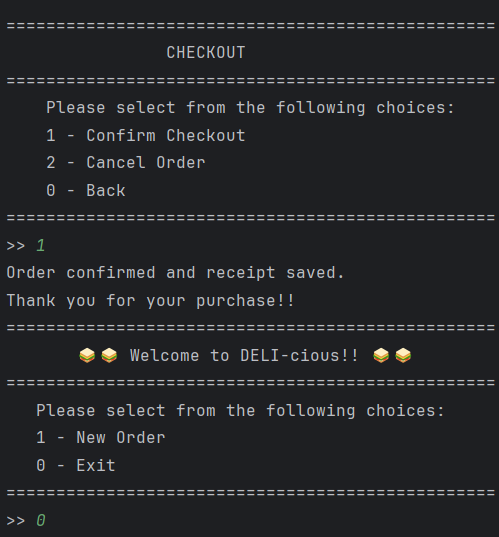 =================================================
CHECKOUT
=================================================
Please select from the following choices:
1 - Confirm Checkout
2 - Cancel Order
0 - Back
=================================================
>> 1
Order confirmed and receipt saved.
Thank you for your purchase!!
=================================================
🥪🥪 Welcome to DELI-cious!! 🥪🥪
=================================================
Please select from the following choices:
1 - New Order
0 - Exit
=================================================
>> 0